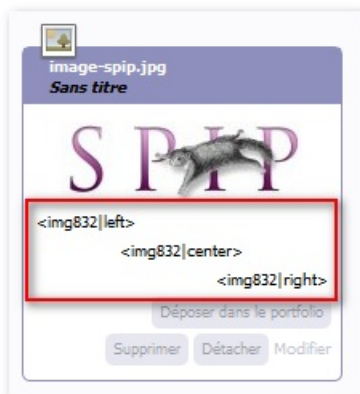 image-spip.jpg
Sans titre
SPIP
<img832|left>
<img832|center>
<img832|right>
Déposer dans le portfolio
Supprimer Détacher Modifier